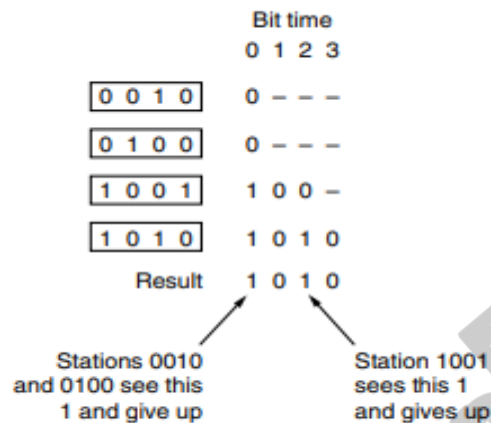 Bit time
0 1 2 3
0 0 1 0 0 – – –
0 1 0 0 0 – – –
1 0 0 1 1 0 0 –
1 0 1 0 1 0 1 0
Result 1 0 1 0
Stations 0010
and 0100 see this
1 and give up
Station 1001
sees this 1
and gives up